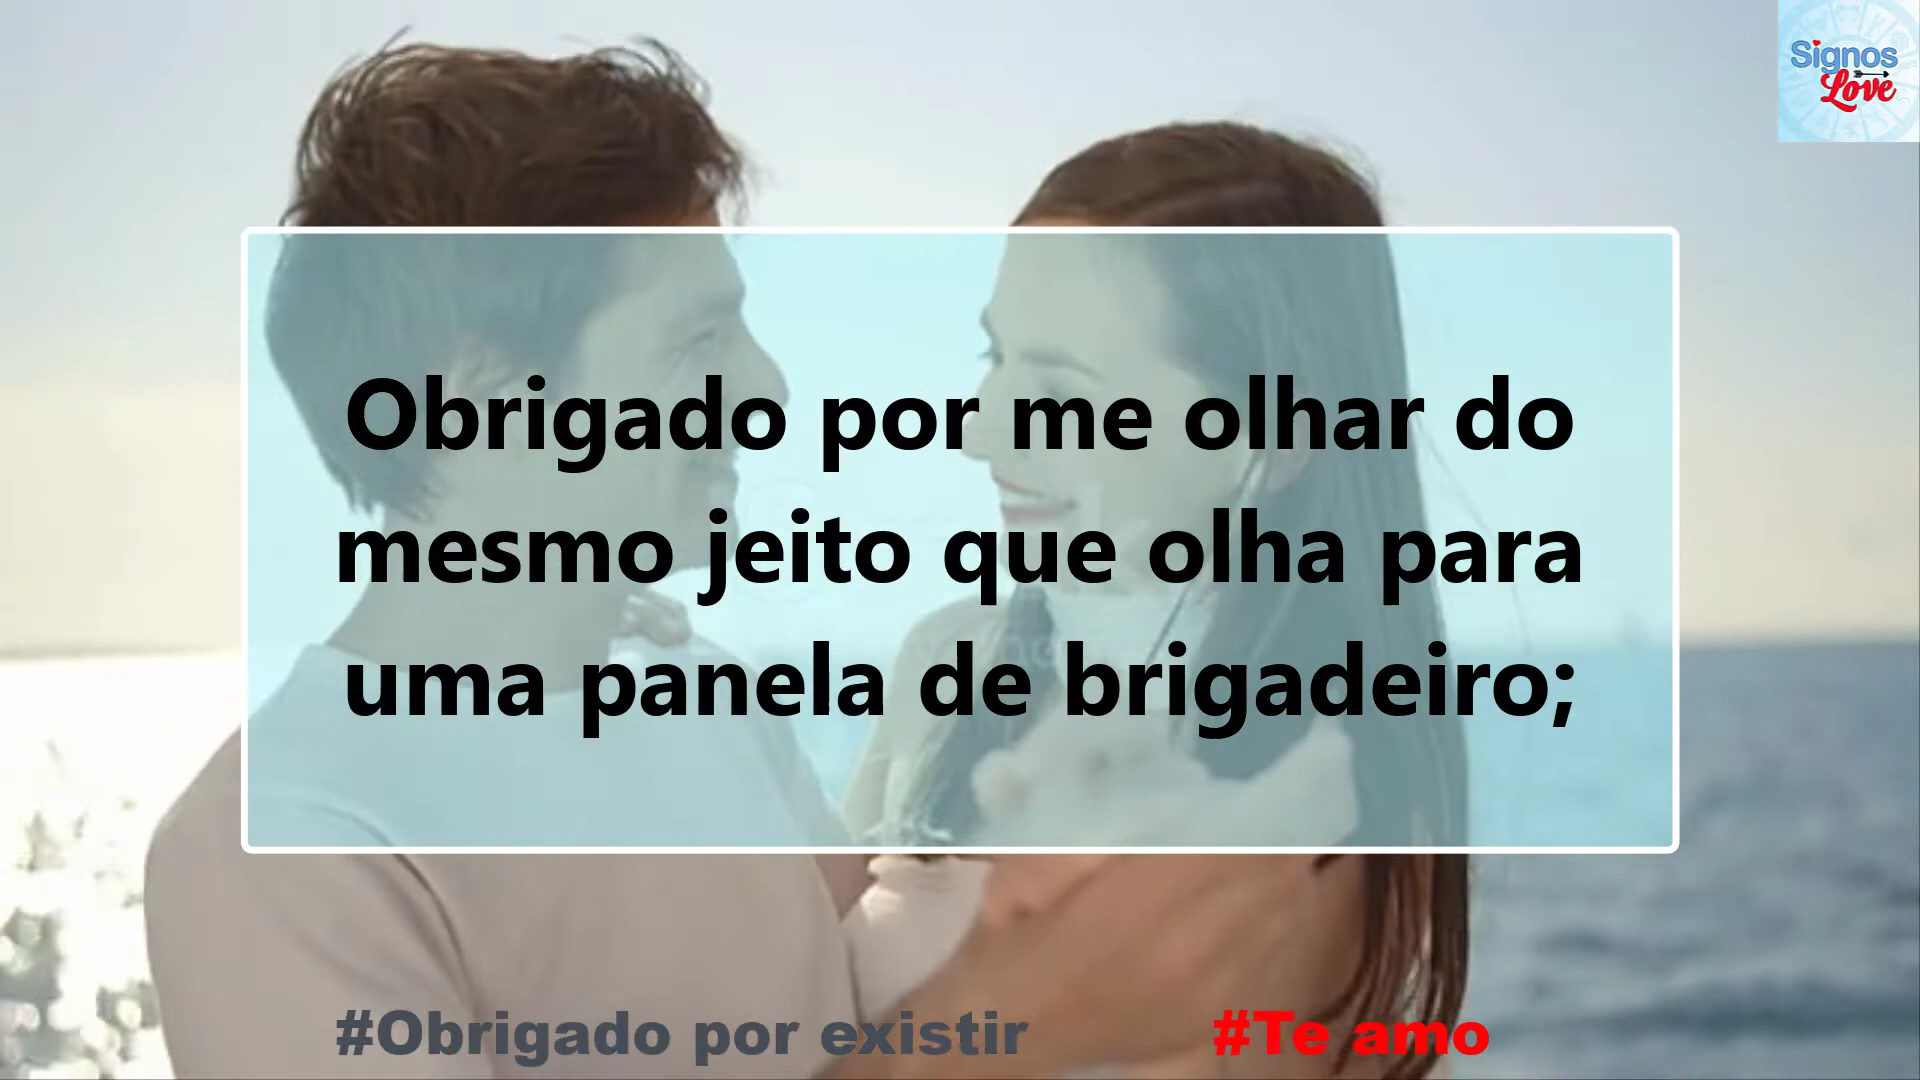 Signos
Love
Obrigado por me olhar do
mesmo jeito que olha para
uma panela de brigadeiro;
#Obrigado por existir #Te amo